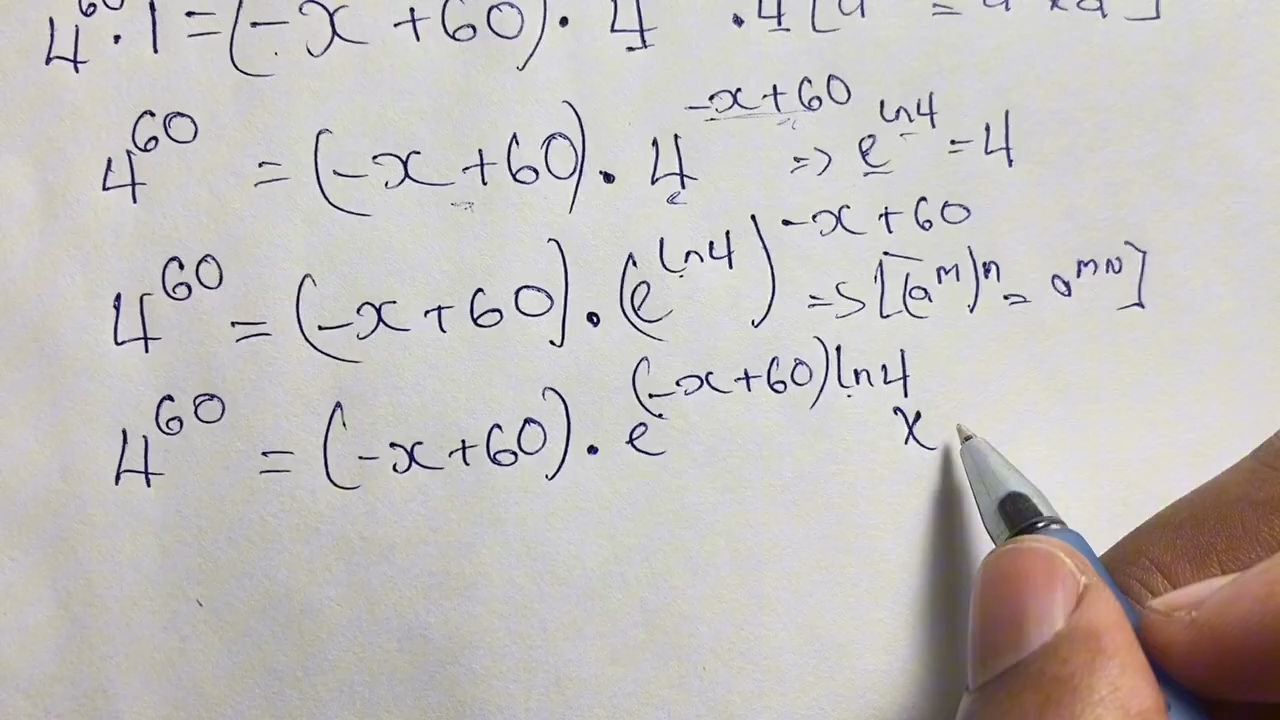 4^60 · 1 = (-x + 60) · 4 · 4 [a = a × a]
4^60 = (-x + 60) · 4^(-x + 60) => e^(ln4) = 4
4^60 = (-x + 60) · (e^(ln4))^(-x + 60) => [(a^m)^n = a^(mn)]
4^60 = (-x + 60) · e^((-x + 60) ln4)
x